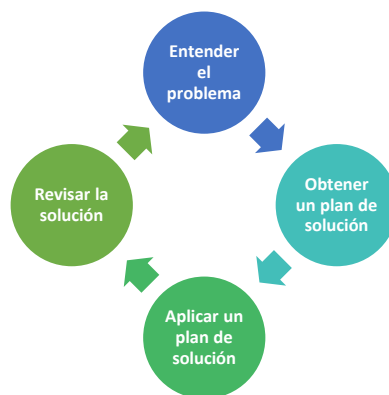 Entender
el
problema
Obtener
un plan de
solución
Aplicar un
plan de
solución
Revisar la
solución